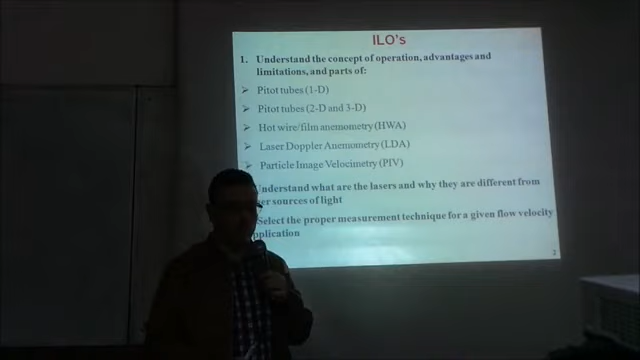 ILO's
1. Understand the concept of operation, advantages and
limitations, and parts of:
➢ Pitot tubes (1-D)
➢ Pitot tubes (2-D and 3-D)
➢ Hot wire/film anemometry (HWA)
➢ Laser Doppler Anemometry (LDA)
➢ Particle Image Velocimetry (PIV)
Understand what are the lasers and why they are different from
sources of light
Select the proper measurement technique for a given flow velocity
2